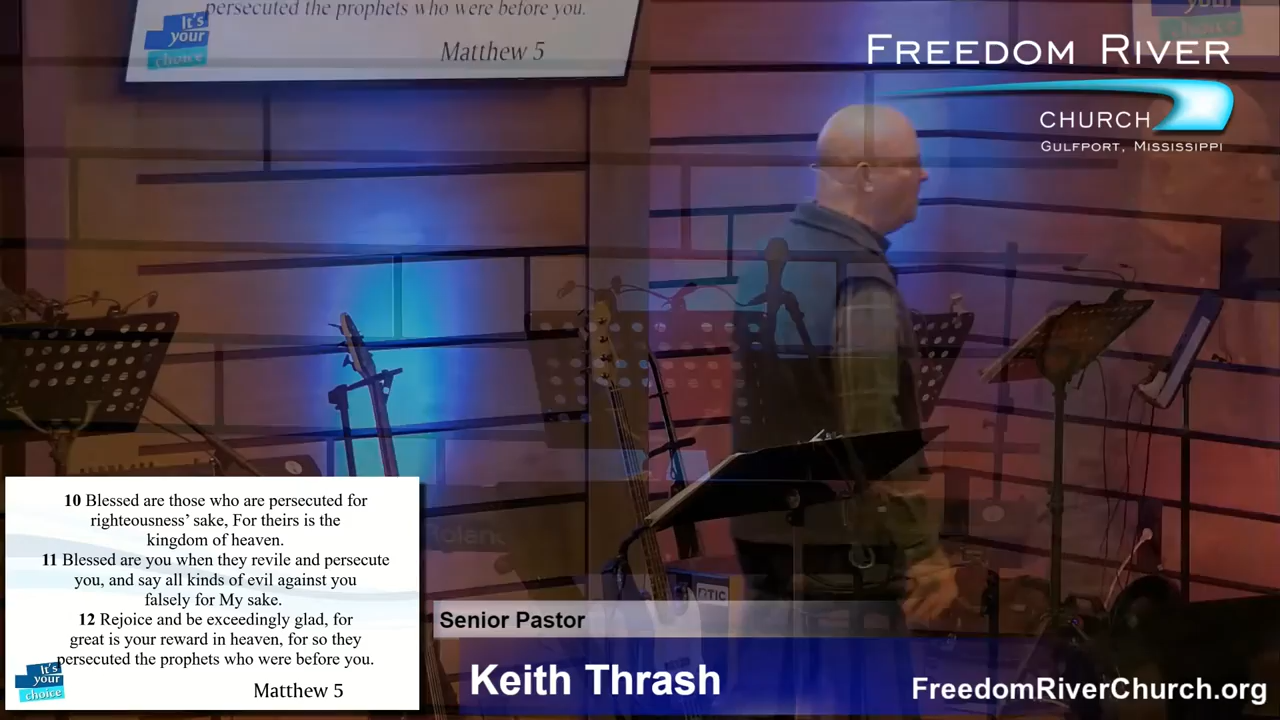 persecuted the prophets who were before you.
It's
your
choice
Matthew 5
FREEDOM RIVER
CHURCH
GULFPORT, MISSISSIPPI
10 Blessed are those who are persecuted for
righteousness’ sake, For theirs is the
kingdom of heaven.
11 Blessed are you when they revile and persecute
you, and say all kinds of evil against you
falsely for My sake.
12 Rejoice and be exceedingly glad, for
great is your reward in heaven, for so they
persecuted the prophets who were before you.
It's
your
choice
Matthew 5
Roland
Senior Pastor
Keith Thrash
FreedomRiverChurch.org